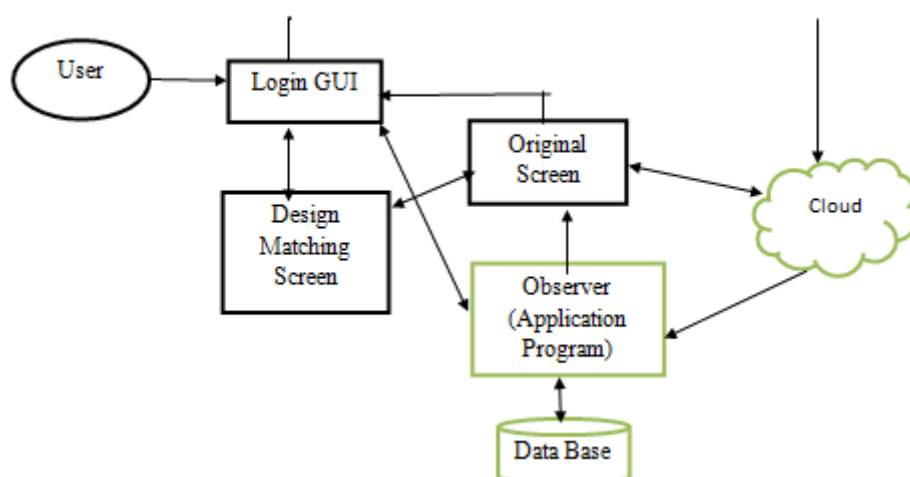 User
Login GUI
Original
Screen
Cloud
Design
Matching
Screen
Observer
(Application
Program)
Data Base